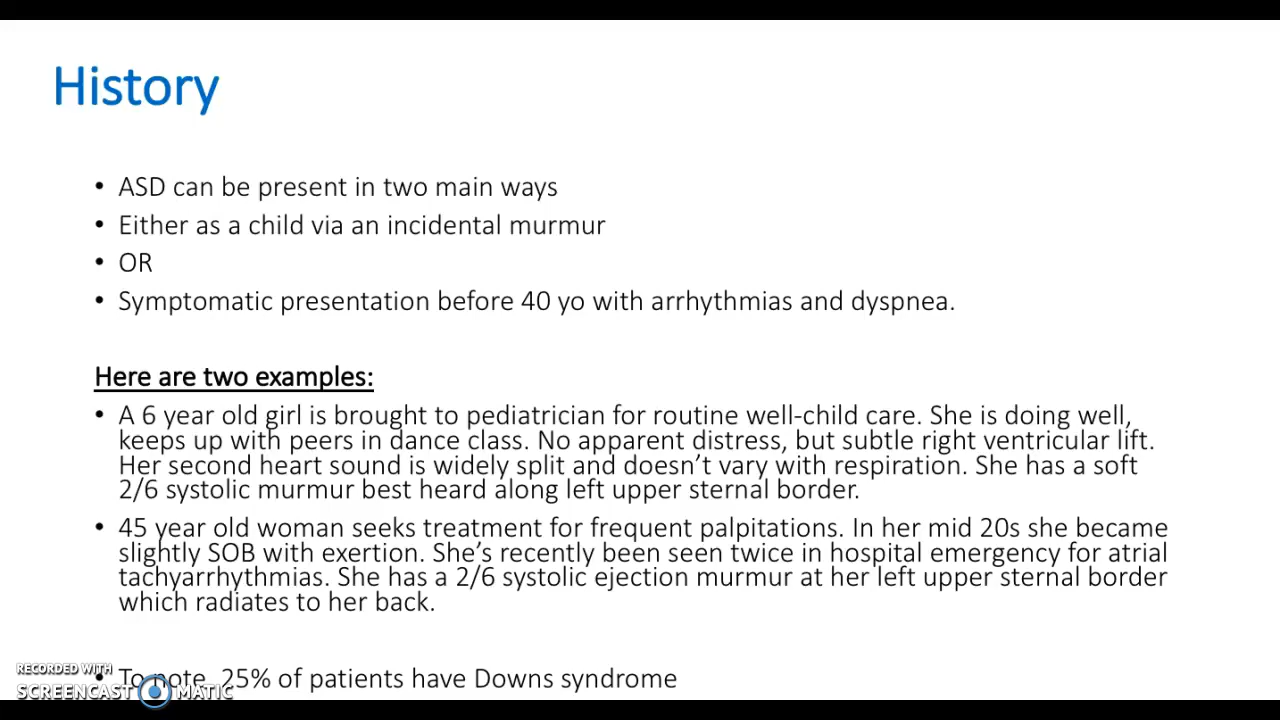 History
• ASD can be present in two main ways
• Either as a child via an incidental murmur
• OR
• Symptomatic presentation before 40 yo with arrhythmias and dyspnea.
Here are two examples:
• A 6 year old girl is brought to pediatrician for routine well-child care. She is doing well,
keeps up with peers in dance class. No apparent distress, but subtle right ventricular lift.
Her second heart sound is widely split and doesn't vary with respiration. She has a soft
2/6 systolic murmur best heard along left upper sternal border.
• 45 year old woman seeks treatment for frequent palpitations. In her mid 20s she became
slightly SOB with exertion. She's recently been seen twice in hospital emergency for atrial
tachyarrhythmias. She has a 2/6 systolic ejection murmur at her left upper sternal border
which radiates to her back.
• To note, 25% of patients have Downs syndrome
RECORDED WITH
SCREENCAST MATIC